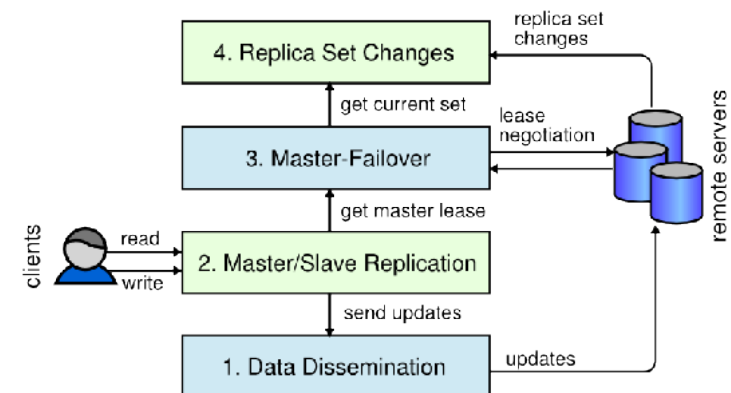 replica set
changes
4. Replica Set Changes
get current set
lease
negotiation
3. Master-Failover
remote servers
get master lease
clients
read
2. Master/Slave Replication
write
send updates
1. Data Dissemination
updates